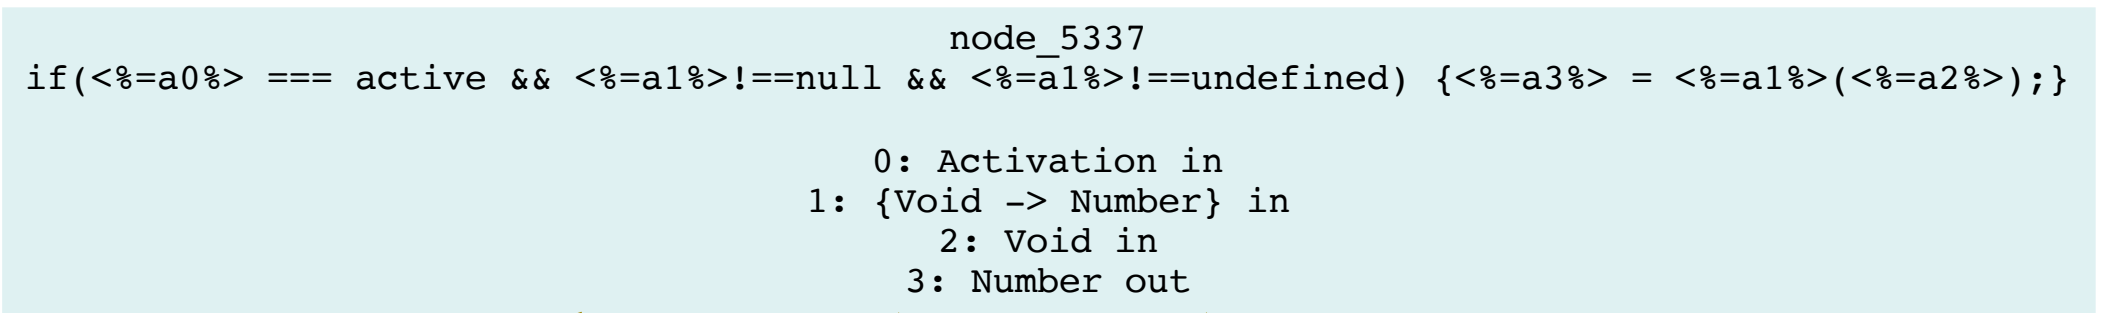 node_5337
if(<%=a0%> === active && <%=a1%>!==null && <%=a1%>!==undefined) {<%=a3%> = <%=a1%>(<%=a2%>);}
0: Activation in
1: {Void -> Number} in
2: Void in
3: Number out